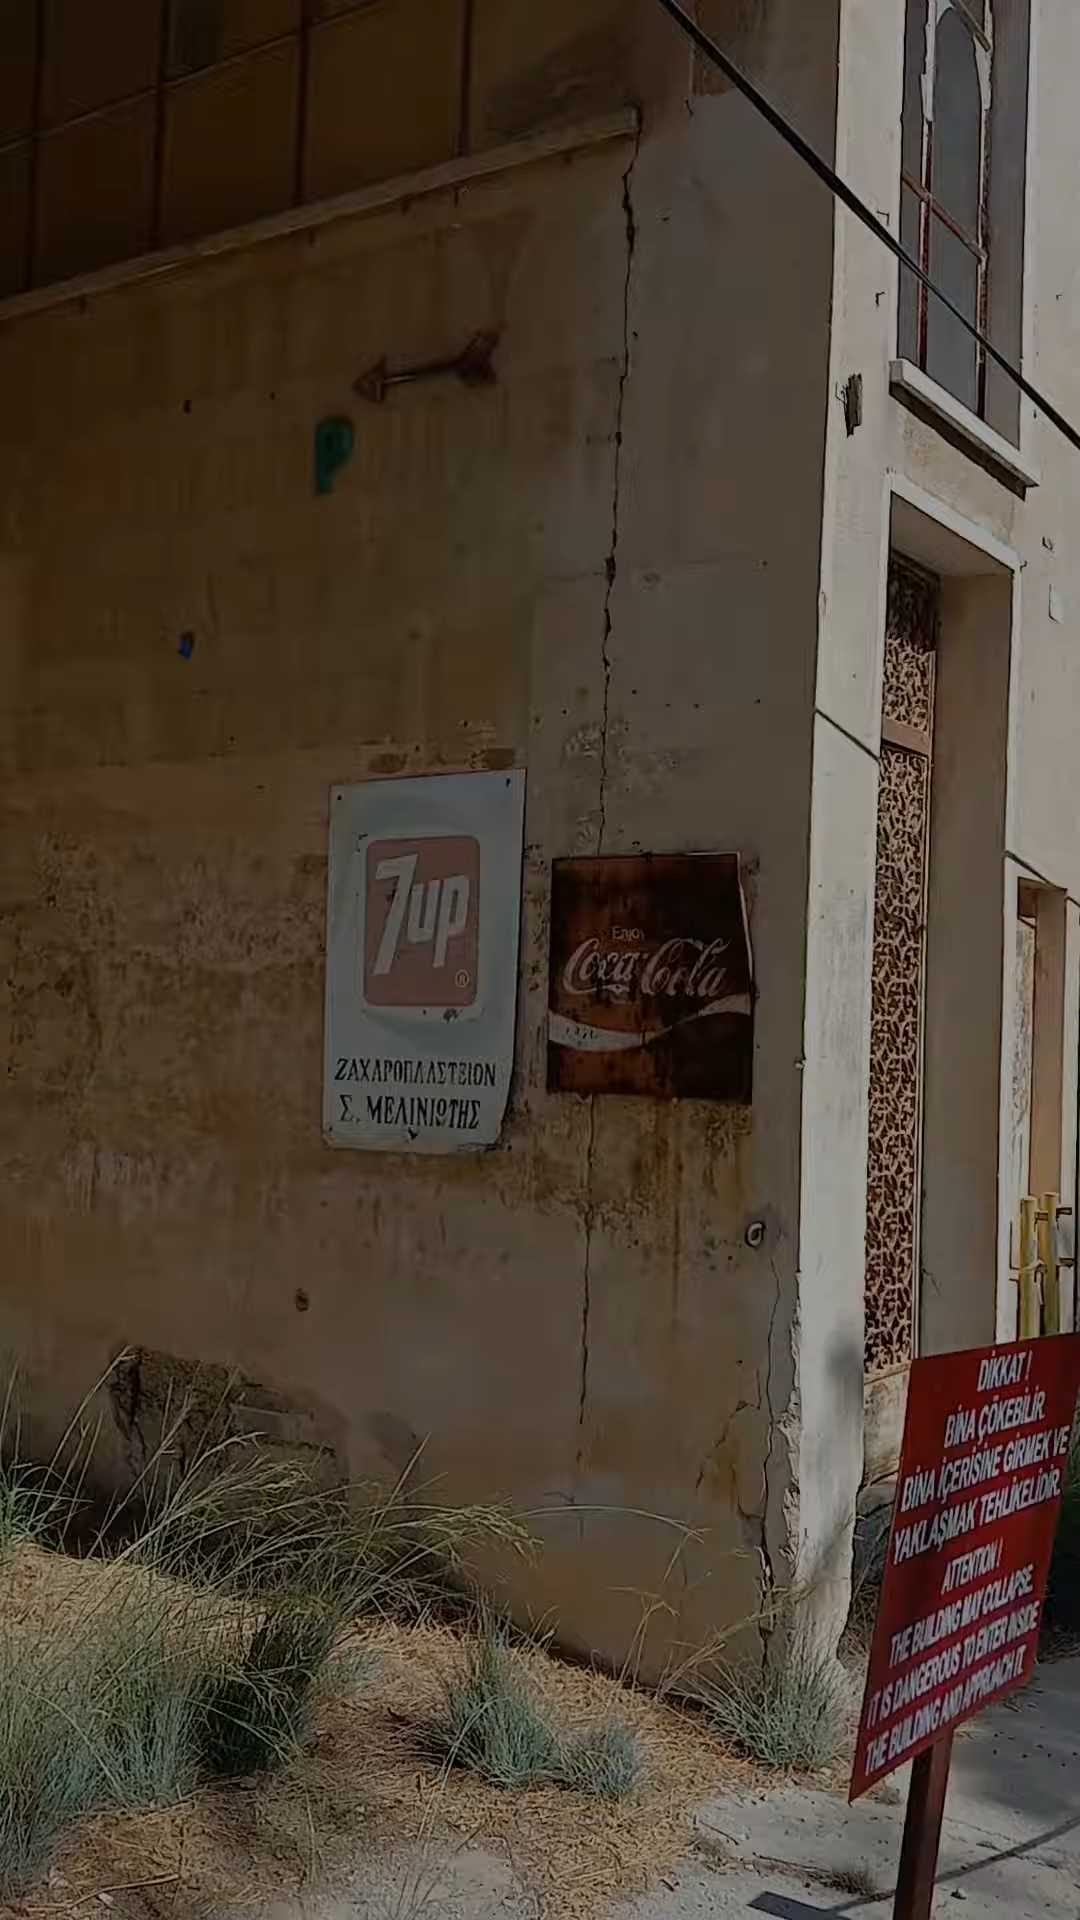 P
7up
®
ΖΑΧΑΡΟΠΛΑΣΤΕΙΟΝ
Σ. ΜΕΛΙΝΙΩΤΗΣ
Enjoy
Coca-Cola
DİKKAT !
BİNA ÇÖKEBİLİR.
BİNA İÇERİSİNE GİRMEK VE
YAKLAŞMAK TEHLİKELİDİR.
ATTENTION !
THE BUILDING MAY COLLAPSE.
IT IS DANGEROUS TO ENTER INSIDE
THE BUILDING AND APPROACH IT.